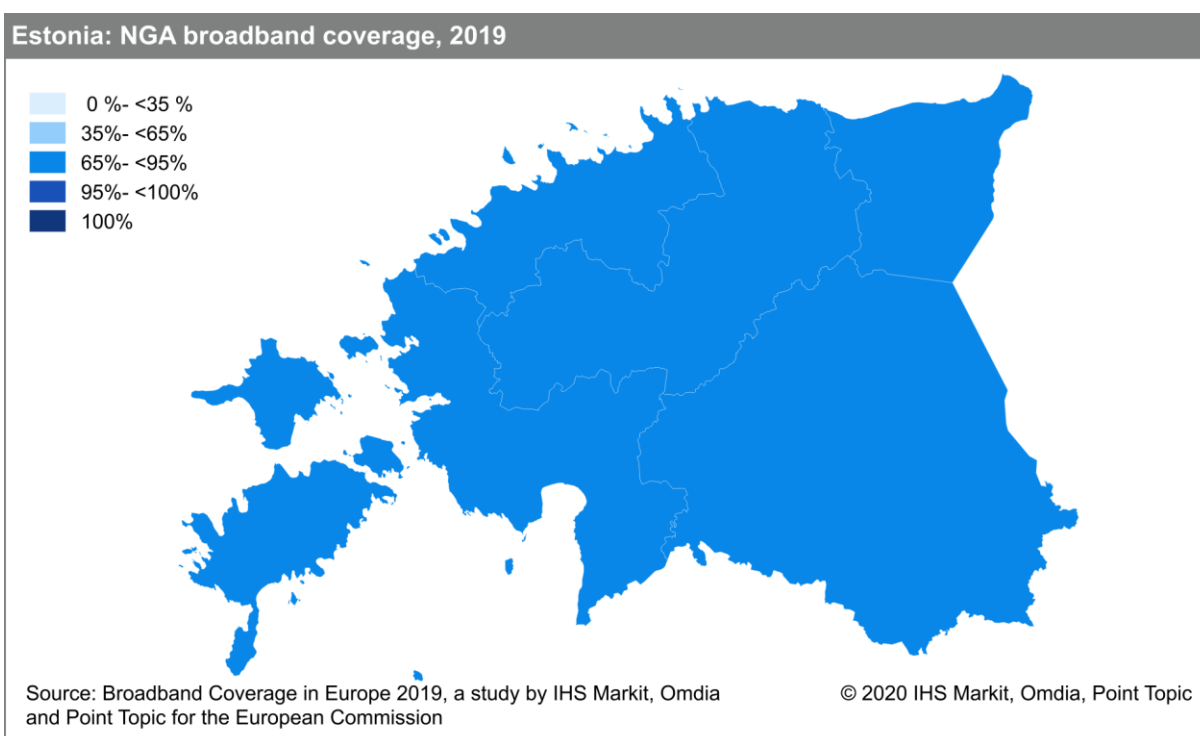 Estonia: NGA broadband coverage, 2019
0 %- <35 %
35%- <65%
65%- <95%
95%- <100%
100%
Source: Broadband Coverage in Europe 2019, a study by IHS Markit, Omdia
and Point Topic for the European Commission
© 2020 IHS Markit, Omdia, Point Topic